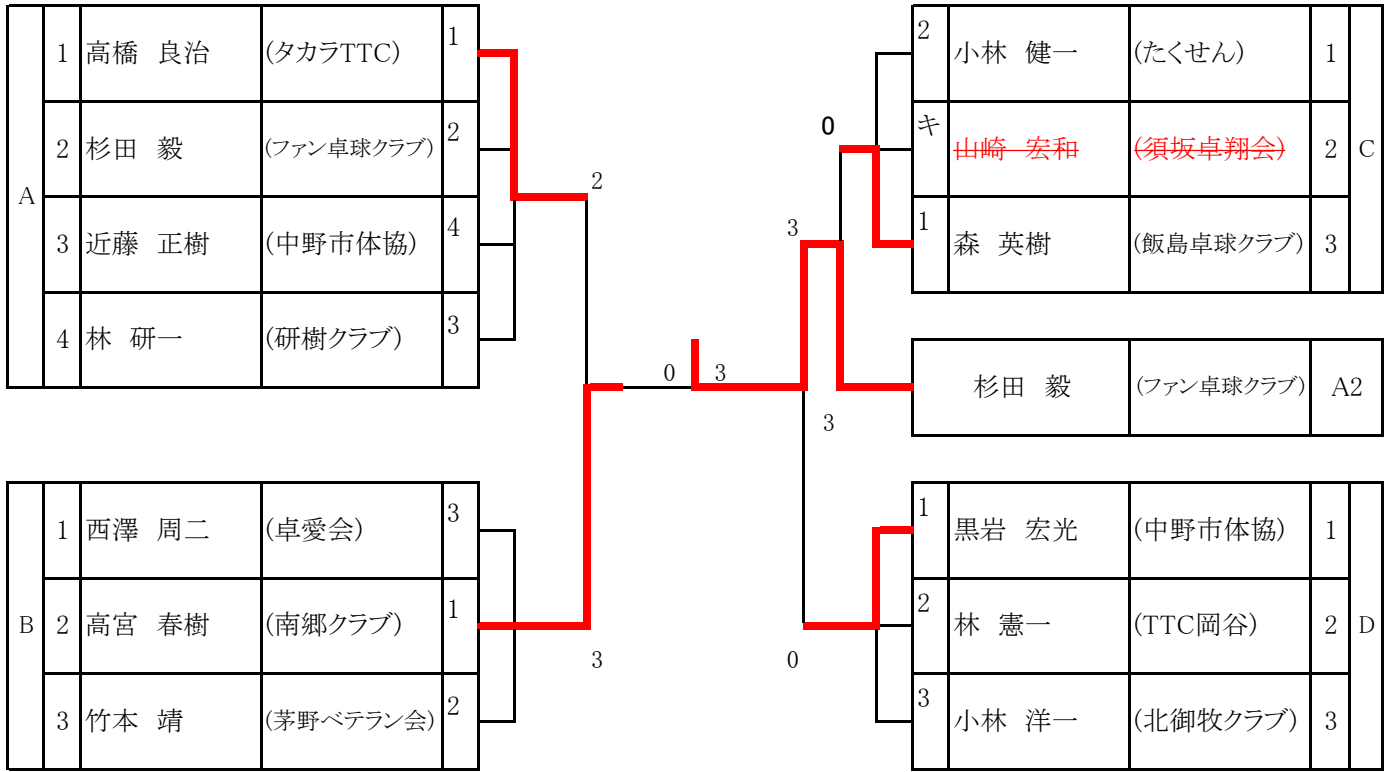 A
1 高橋 良治 (タカラTTC) 1
2 杉田 毅 (ファン卓球クラブ) 2
3 近藤 正樹 (中野市体協) 4
4 林 研一 (研樹クラブ) 3
B
1 西澤 周二 (卓愛会) 3
2 高宮 春樹 (南郷クラブ) 1
3 竹本 靖 (茅野ベテラン会) 2
2
3
0 3
3
0
3
0
2 小林 健一 (たくせん) 1
キ 山崎 宏和 (須坂卓翔会) 2
1 森 英樹 (飯島卓球クラブ) 3
C
杉田 毅 (ファン卓球クラブ) A2
1 黒岩 宏光 (中野市体協) 1
2 林 憲一 (TTC岡谷) 2
3 小林 洋一 (北御牧クラブ) 3
D